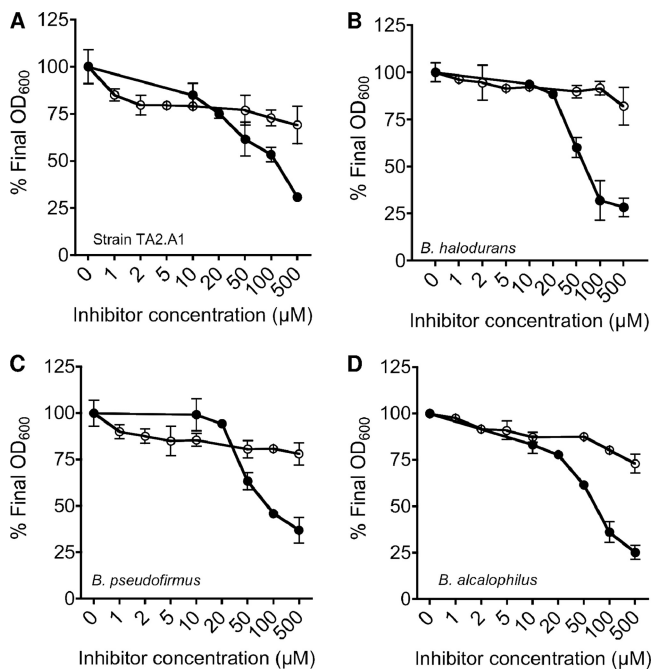 A
125
100
75
50
25
0
% Final OD600
Strain TA2.A1
0 1 2 5 10 20 50 100 500
Inhibitor concentration (µM)
B
125
100
75
50
25
0
% Final OD600
B. halodurans
0 1 2 5 10 20 50 100 500
Inhibitor concentration (µM)
C
125
100
75
50
25
0
% Final OD600
B. pseudofirmus
0 1 2 5 10 20 50 100 500
Inhibitor concentration (µM)
D
125
100
75
50
25
0
% Final OD600
B. alcalophilus
0 1 2 5 10 20 50 100 500
Inhibitor concentration (µM)